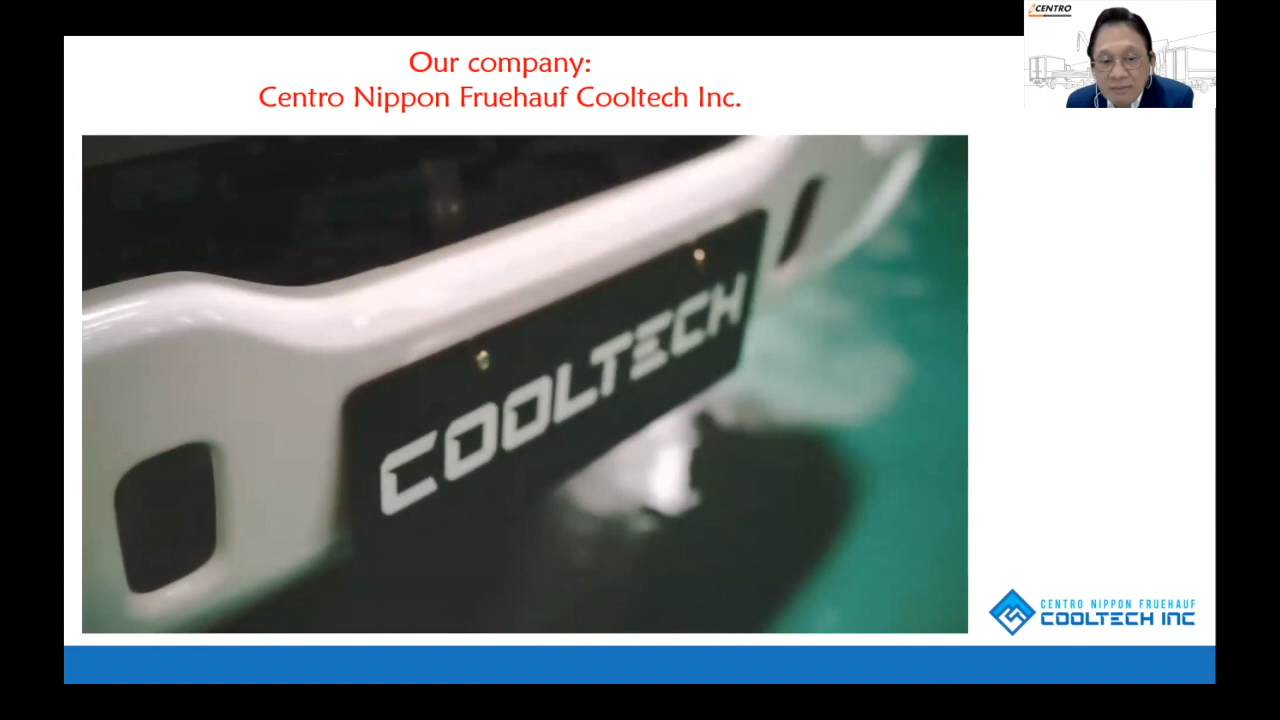 CENTRO
Our company:
Centro Nippon Fruehauf Cooltech Inc.
COOLTECH
CENTRO NIPPON FRUEHAUF
COOLTECH INC